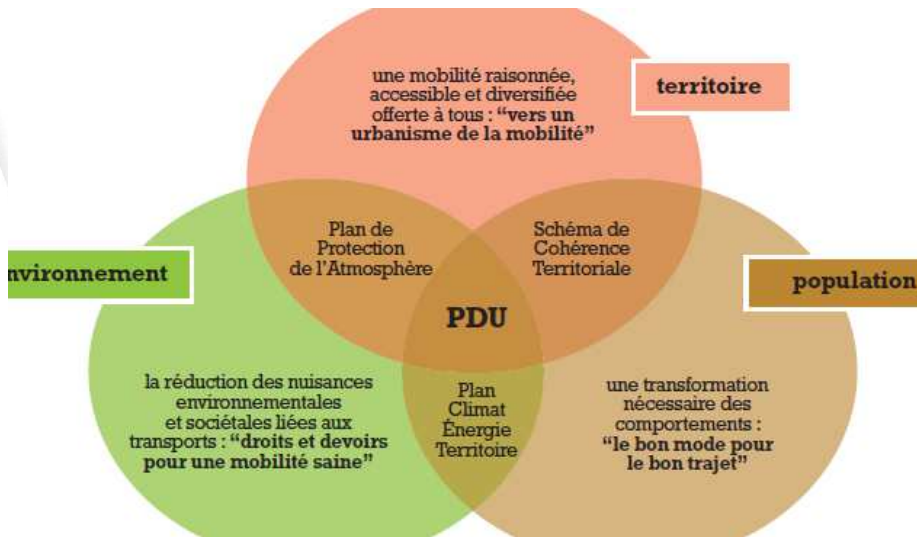 une mobilité raisonnée,
accessible et diversifiée
offerte à tous : “vers un
urbanisme de la mobilité”
territoire
Plan de
Protection
de l’Atmosphère
Schéma de
Cohérence
Territoriale
nvironnement
population
PDU
la réduction des nuisances
environnementales
et sociétales liées aux
transports : “droits et devoirs
pour une mobilité saine”
Plan
Climat
Énergie
Territoire
une transformation
nécessaire des
comportements :
“le bon mode pour
le bon trajet”